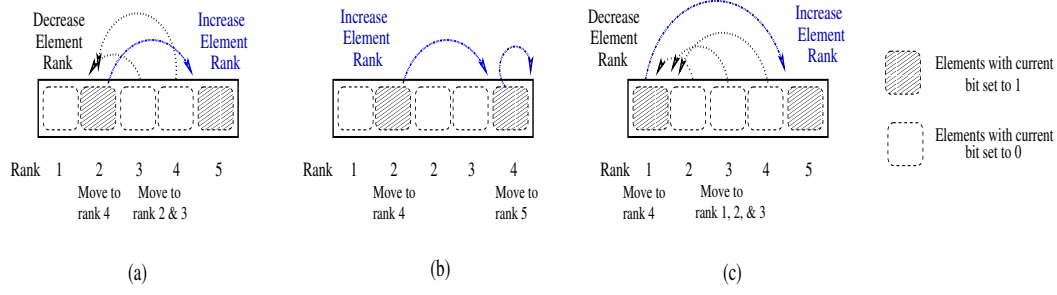 Decrease
Element
Rank
Increase
Element
Rank
Rank 1 2 3 4 5
Move to
rank 4
Move to
rank 2 & 3
(a)
Increase
Element
Rank
Rank 1 2 2 3 4
Move to
rank 4
Move to
rank 5
(b)
Decrease
Element
Rank
Increase
Element
Rank
Rank 1 2 3 4 5
Move to
rank 4
Move to
rank 1, 2, & 3
(c)
Elements with current
bit set to 1
Elements with current
bit set to 0